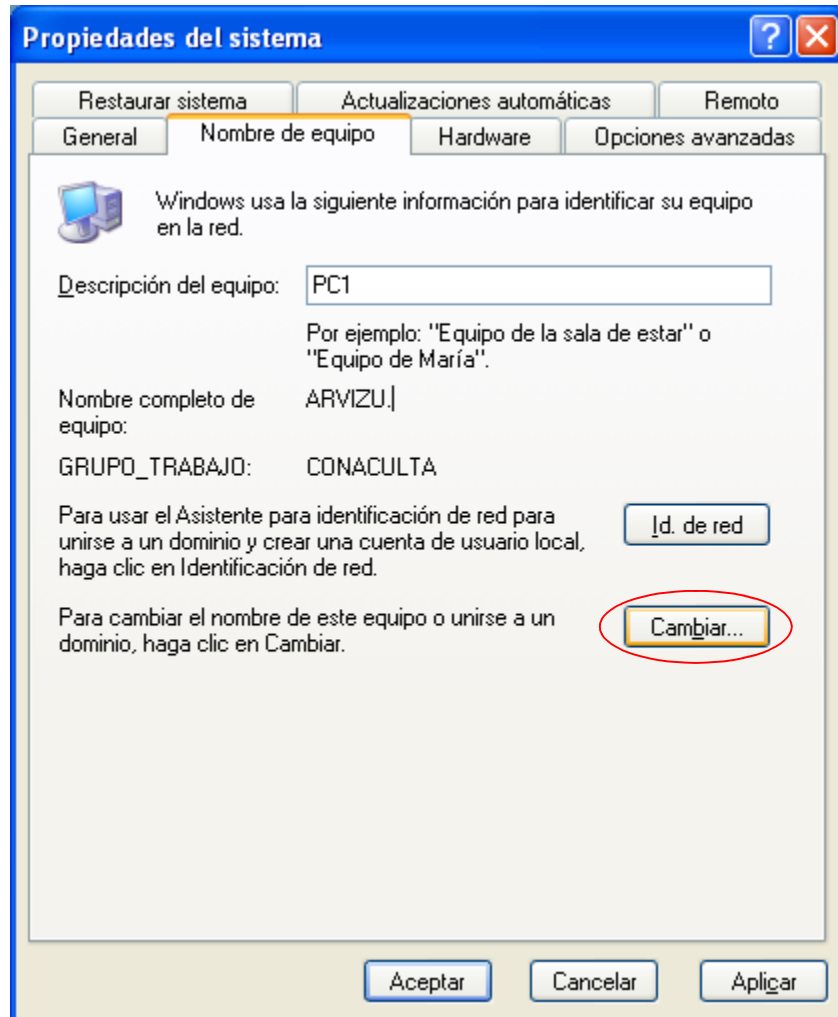 Propiedades del sistema
Restaurar sistema
Actualizaciones automáticas
Remoto
General
Nombre de equipo
Hardware
Opciones avanzadas
Windows usa la siguiente información para identificar su equipo
en la red.
Descripción del equipo:
PC1
Por ejemplo: "Equipo de la sala de estar" o
"Equipo de María".
Nombre completo de
equipo:
ARVIZU.
GRUPO_TRABAJO:
CONACULTA
Para usar el Asistente para identificación de red para
unirse a un dominio y crear una cuenta de usuario local,
haga clic en Identificación de red.
Id. de red
Para cambiar el nombre de este equipo o unirse a un
dominio, haga clic en Cambiar.
Cambiar...
Aceptar
Cancelar
Aplicar